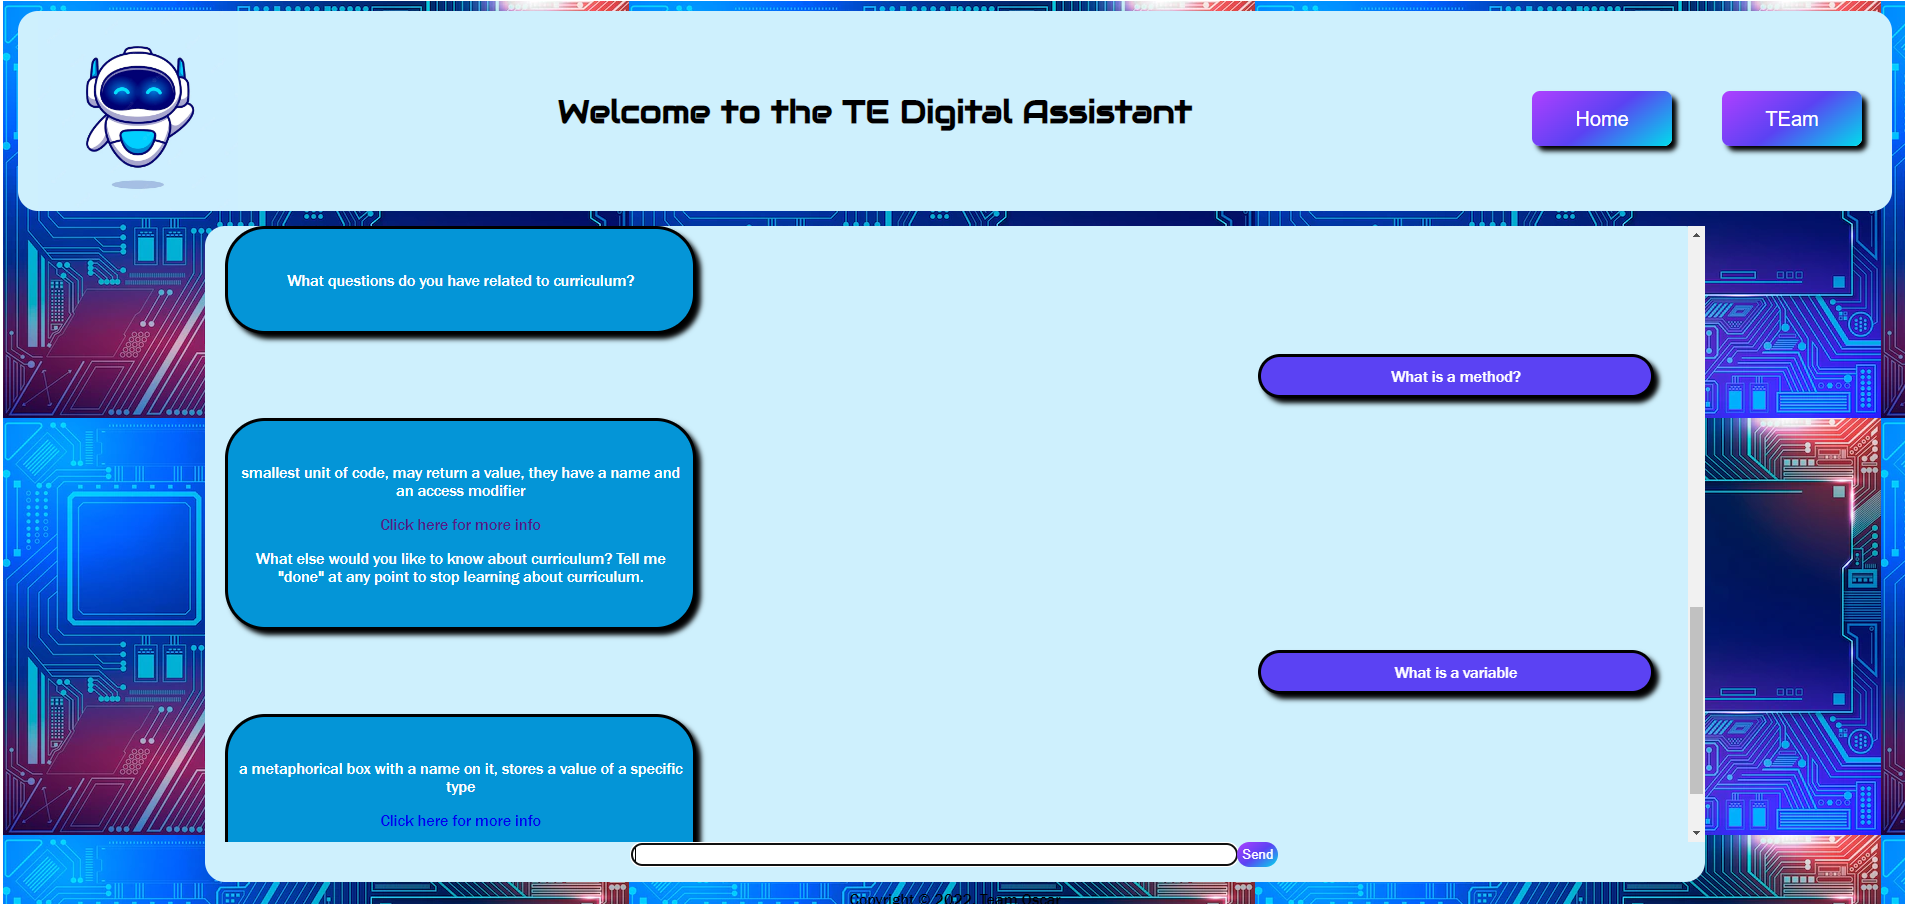 Welcome to the TE Digital Assistant
Home
TEam
What questions do you have related to curriculum?
What is a method?
smallest unit of code, may return a value, they have a name and
an access modifier
Click here for more info
What else would you like to know about curriculum? Tell me
"done" at any point to stop learning about curriculum.
What is a variable
a metaphorical box with a name on it, stores a value of a specific
type
Click here for more info
Send
Copyright © 2022, Team